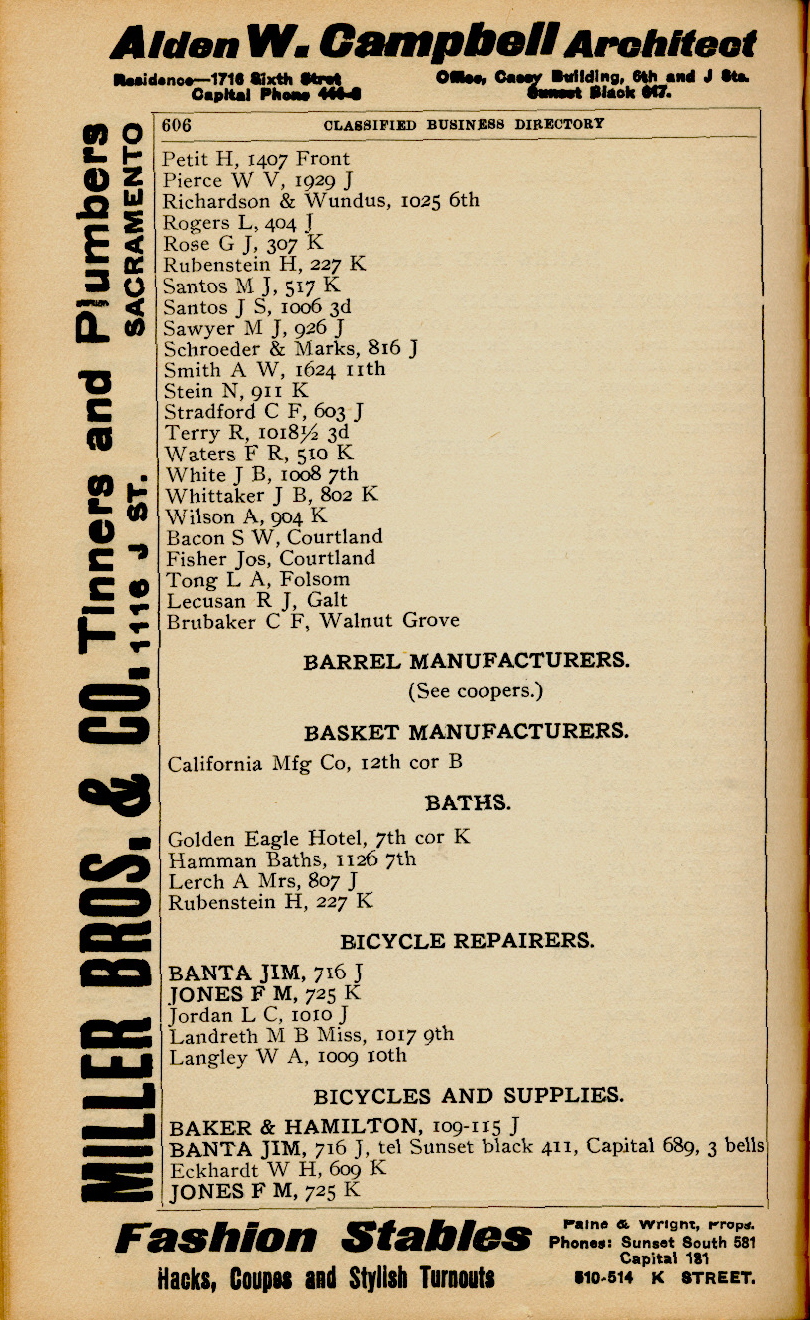 Alden W. Campbell Architect
Residence—1716 Sixth Stret
Capital Phone
Office, Casey Building, 6th and J Sts.
Sunset Black
MILLER BROS. & CO. Tinners and Plumbers
1116 J ST. SACRAMENTO
606 CLASSIFIED BUSINESS DIRECTORY
Petit H, 1407 Front
Pierce W V, 1929 J
Richardson & Wundus, 1025 6th
Rogers L, 404 J
Rose G J, 307 K
Rubenstein H, 227 K
Santos M J, 517 K
Santos J S, 1006 3d
Sawyer M J, 926 J
Schroeder & Marks, 816 J
Smith A W, 1624 11th
Stein N, 911 K
Stradford C F, 603 J
Terry R, 1018½ 3d
Waters F R, 510 K
White J B, 1008 7th
Whittaker J B, 802 K
Wilson A, 904 K
Bacon S W, Courtland
Fisher Jos, Courtland
Tong L A, Folsom
Lecusan R J, Galt
Brubaker C F, Walnut Grove
BARREL MANUFACTURERS.
(See coopers.)
BASKET MANUFACTURERS.
California Mfg Co, 12th cor B
BATHS.
Golden Eagle Hotel, 7th cor K
Hamman Baths, 1126 7th
Lerch A Mrs, 807 J
Rubenstein H, 227 K
BICYCLE REPAIRERS.
BANTA JIM, 716 J
JONES F M, 725 K
Jordan L C, 1010 J
Landreth M B Miss, 1017 9th
Langley W A, 1009 10th
BICYCLES AND SUPPLIES.
BAKER & HAMILTON, 109-115 J
BANTA JIM, 716 J, tel Sunset black 411, Capital 689, 3 bells
Eckhardt W H, 609 K
JONES F M, 725 K
Fashion Stables
Hacks, Coupes and Stylish Turnouts
Paine & Wright, Props.
Phones: Sunset South 581
Capital 181
510-514 K STREET.